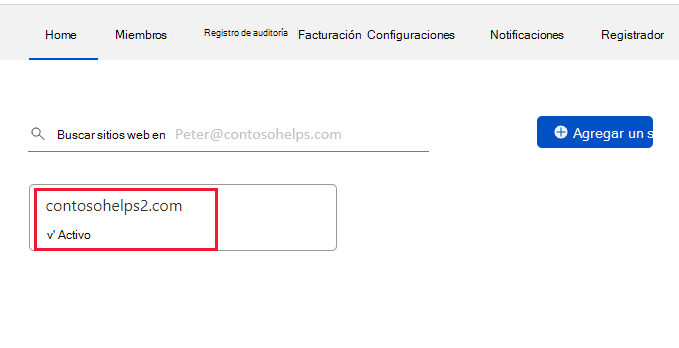 Home Miembros Registro de auditoría Facturación Configuraciones Notificaciones Registrador
Buscar sitios web en Peter@contosohelps.com
Agregar un s
contosohelps2.com
v' Activo